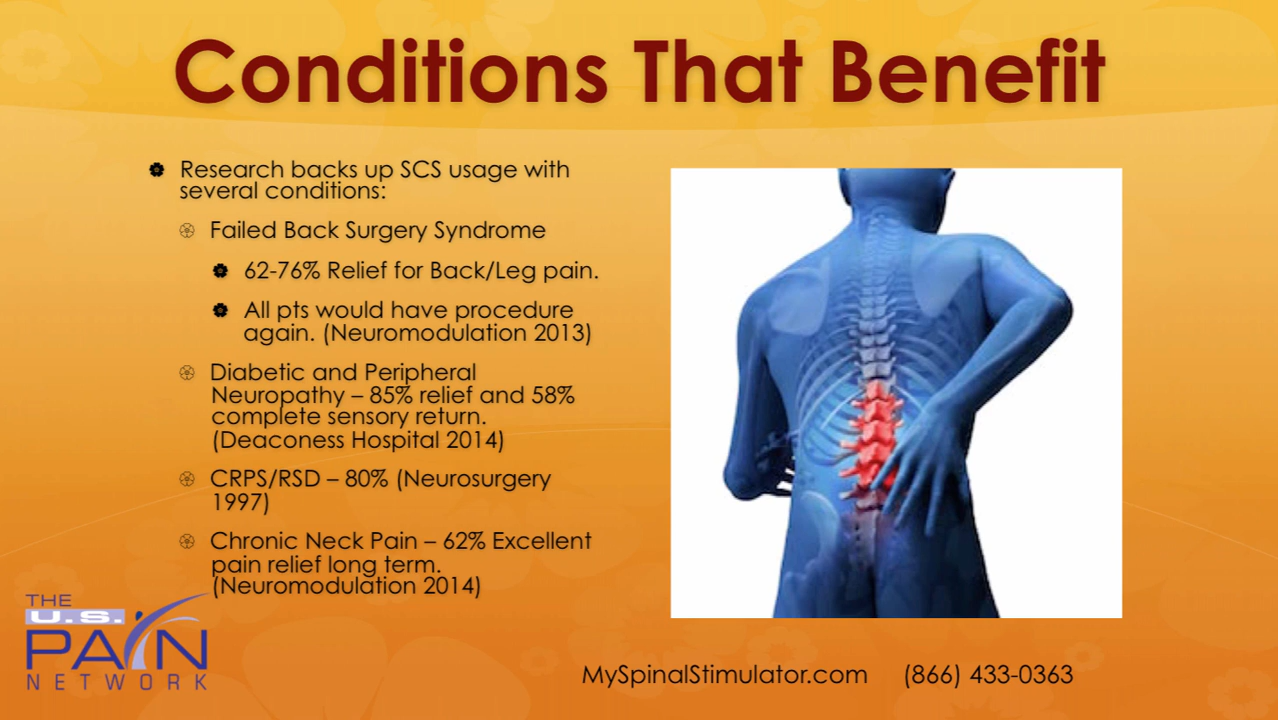 Conditions That Benefit
Research backs up SCS usage with
several conditions:
Failed Back Surgery Syndrome
62-76% Relief for Back/Leg pain.
All pts would have procedure
again. (Neuromodulation 2013)
Diabetic and Peripheral
Neuropathy – 85% relief and 58%
complete sensory return.
(Deaconess Hospital 2014)
CRPS/RSD – 80% (Neurosurgery
1997)
Chronic Neck Pain – 62% Excellent
pain relief long term.
(Neuromodulation 2014)
THE
U.S.
PAIN
NETWORK
MySpinalStimulator.com (866) 433-0363